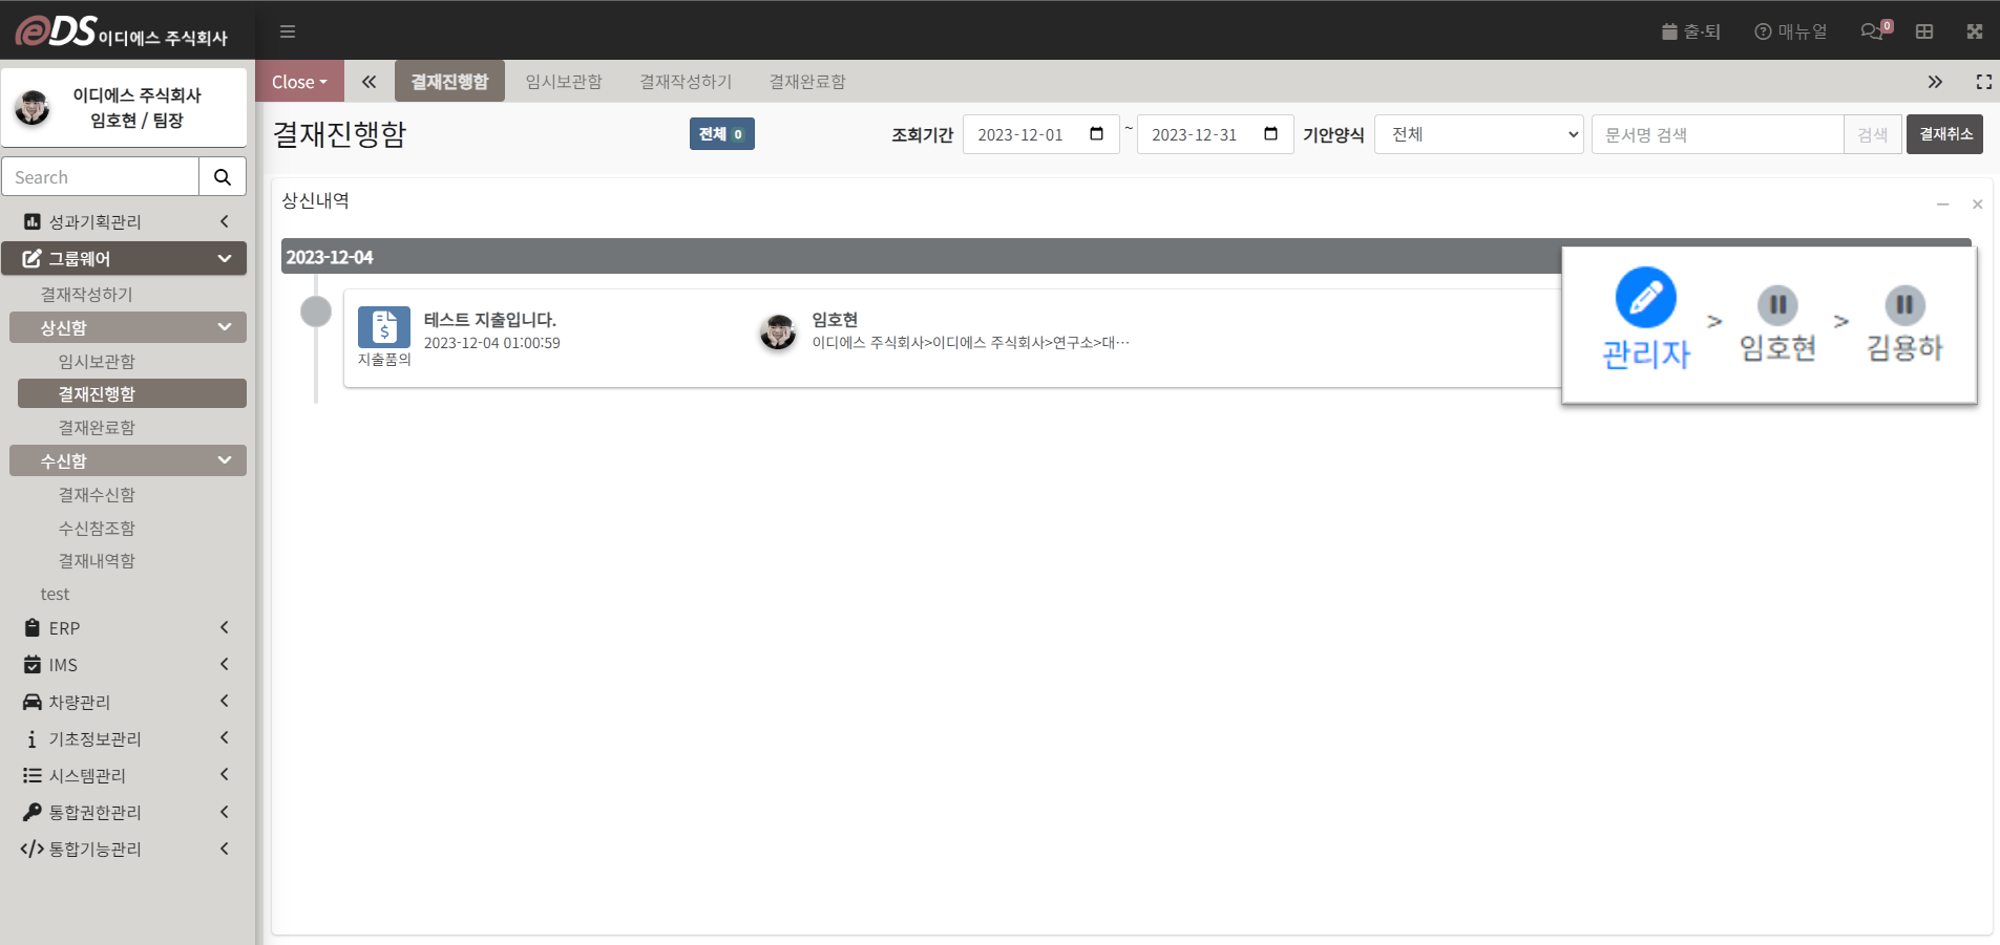 eDS 이디에스 주식회사
출·퇴
매뉴얼
0
이디에스 주식회사
임호현 / 팀장
Search
성과기획관리
그룹웨어
결재작성하기
상신함
임시보관함
결재진행함
결재완료함
수신함
결재수신함
수신참조함
결재내역함
test
ERP
IMS
차량관리
기초정보관리
시스템관리
통합권한관리
통합기능관리
Close
결재진행함
임시보관함
결재작성하기
결재완료함
결재진행함
전체 0
조회기간
2023-12-01
~
2023-12-31
기안양식
전체
문서명 검색
검색
결재취소
상신내역
2023-12-04
테스트 지출입니다.
2023-12-04 01:00:59
지출품의
임호현
이디에스 주식회사>이디에스 주식회사>연구소>대…
관리자 > 임호현 > 김용하